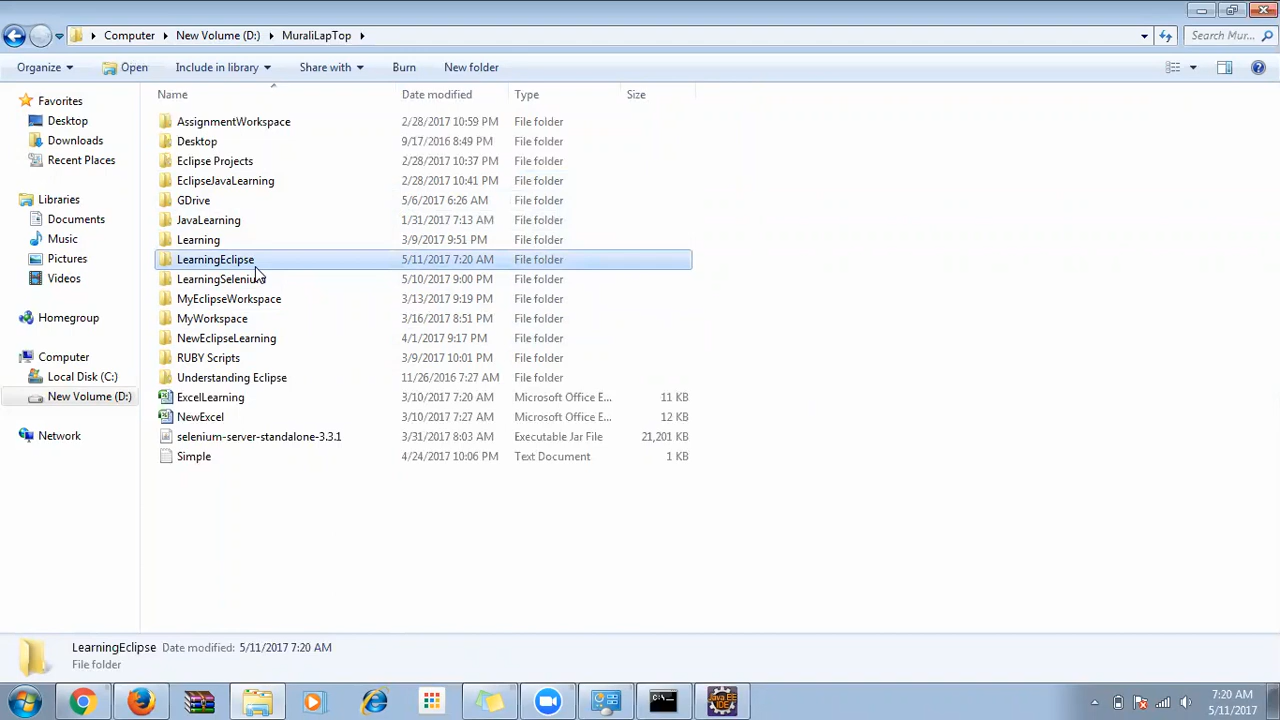 Computer New Volume (D:) MuraliLapTop Search Mur...
Organize Open Include in library Share with Burn New folder
Name Date modified Type Size
Favorites
Desktop
Downloads
Recent Places
Libraries
Documents
Music
Pictures
Videos
Homegroup
Computer
Local Disk (C:)
New Volume (D:)
Network
AssignmentWorkspace 2/28/2017 10:59 PM File folder
Desktop 9/17/2016 8:49 PM File folder
Eclipse Projects 2/28/2017 10:37 PM File folder
EclipseJavaLearning 2/28/2017 10:41 PM File folder
GDrive 5/6/2017 6:26 AM File folder
JavaLearning 1/31/2017 7:13 AM File folder
Learning 3/9/2017 9:51 PM File folder
LearningEclipse 5/11/2017 7:20 AM File folder
LearningSelenium 5/10/2017 9:00 PM File folder
MyEclipseWorkspace 3/13/2017 9:19 PM File folder
MyWorkspace 3/16/2017 8:51 PM File folder
NewEclipseLearning 4/1/2017 9:17 PM File folder
RUBY Scripts 3/9/2017 10:01 PM File folder
Understanding Eclipse 11/26/2016 7:27 AM File folder
ExcelLearning 3/10/2017 7:20 AM Microsoft Office E... 11 KB
NewExcel 3/10/2017 7:27 AM Microsoft Office E... 12 KB
selenium-server-standalone-3.3.1 3/31/2017 8:03 AM Executable Jar File 21,201 KB
Simple 4/24/2017 10:06 PM Text Document 1 KB
LearningEclipse Date modified: 5/11/2017 7:20 AM
File folder
Java EE
IDE
7:20 AM
5/11/2017